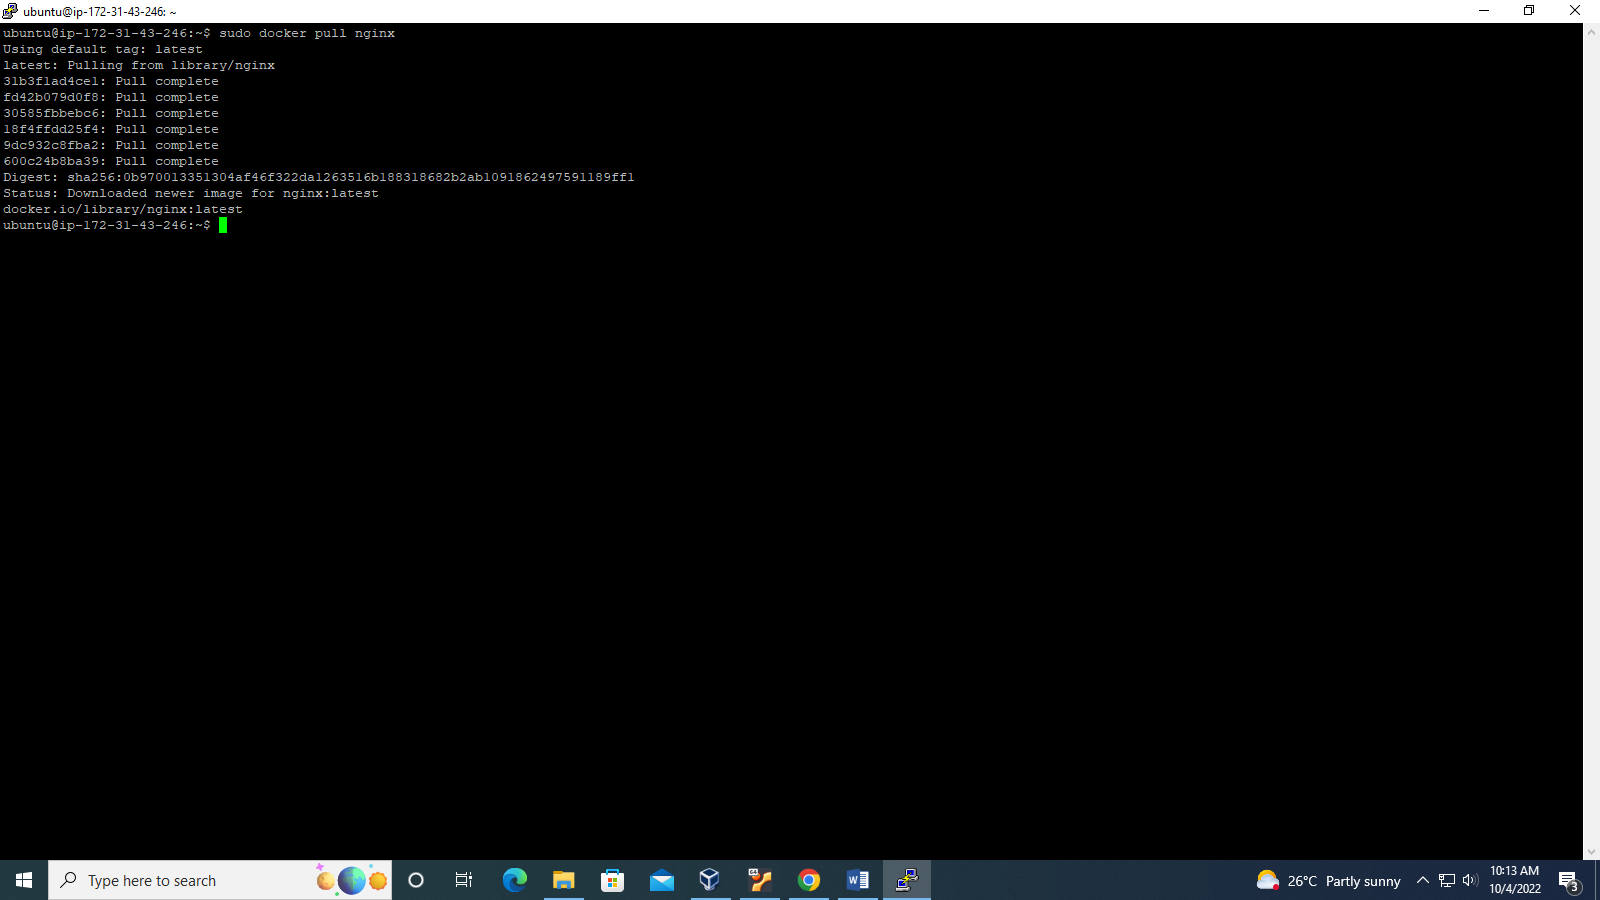 ubuntu@ip-172-31-43-246: ~
ubuntu@ip-172-31-43-246:~$ sudo docker pull nginx
Using default tag: latest
latest: Pulling from library/nginx
31b3f1ad4ce1: Pull complete
fd42b079d0f8: Pull complete
30585fbbebc6: Pull complete
18f4ffdd25f4: Pull complete
9dc932c8fba2: Pull complete
600c24b8ba39: Pull complete
Digest: sha256:0b970013351304af46f322da1263516b188318682b2ab1091862497591189ff1
Status: Downloaded newer image for nginx:latest
docker.io/library/nginx:latest
ubuntu@ip-172-31-43-246:~$
Type here to search
64
26°C Partly sunny
10:13 AM
10/4/2022
3